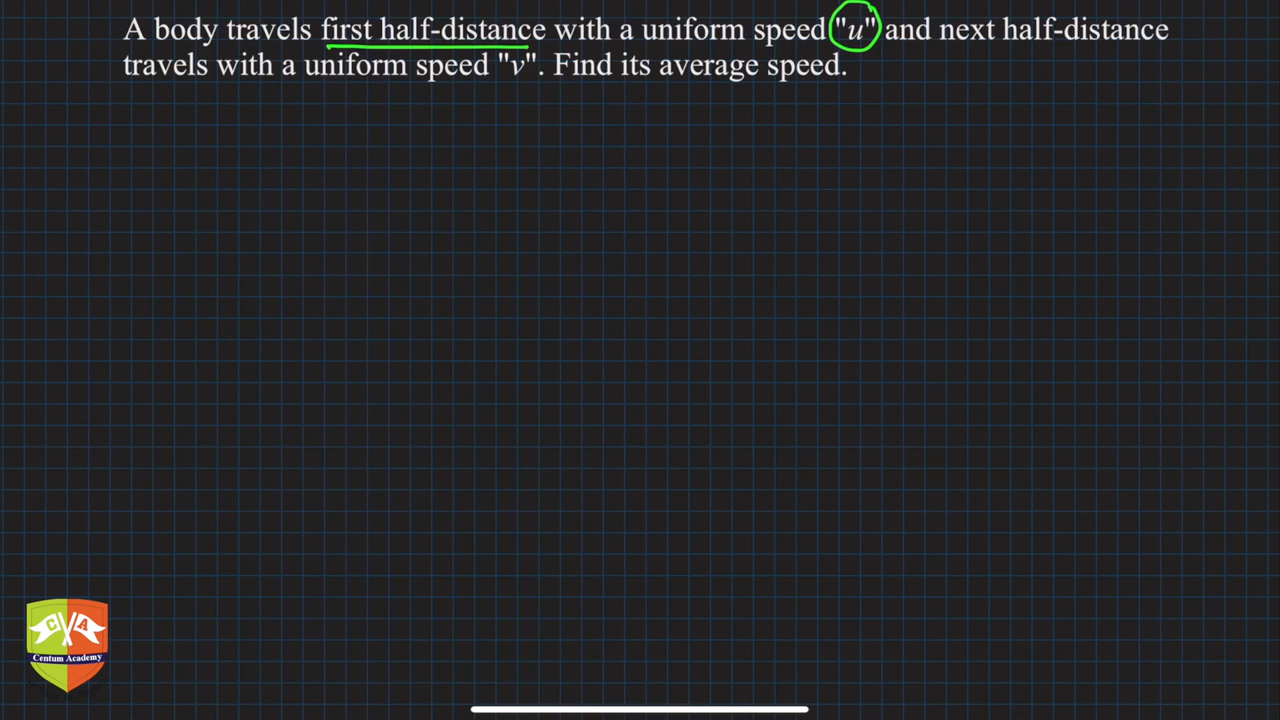 A body travels first half-distance with a uniform speed "u" and next half-distance
travels with a uniform speed "v". Find its average speed.
C A
Centum Academy